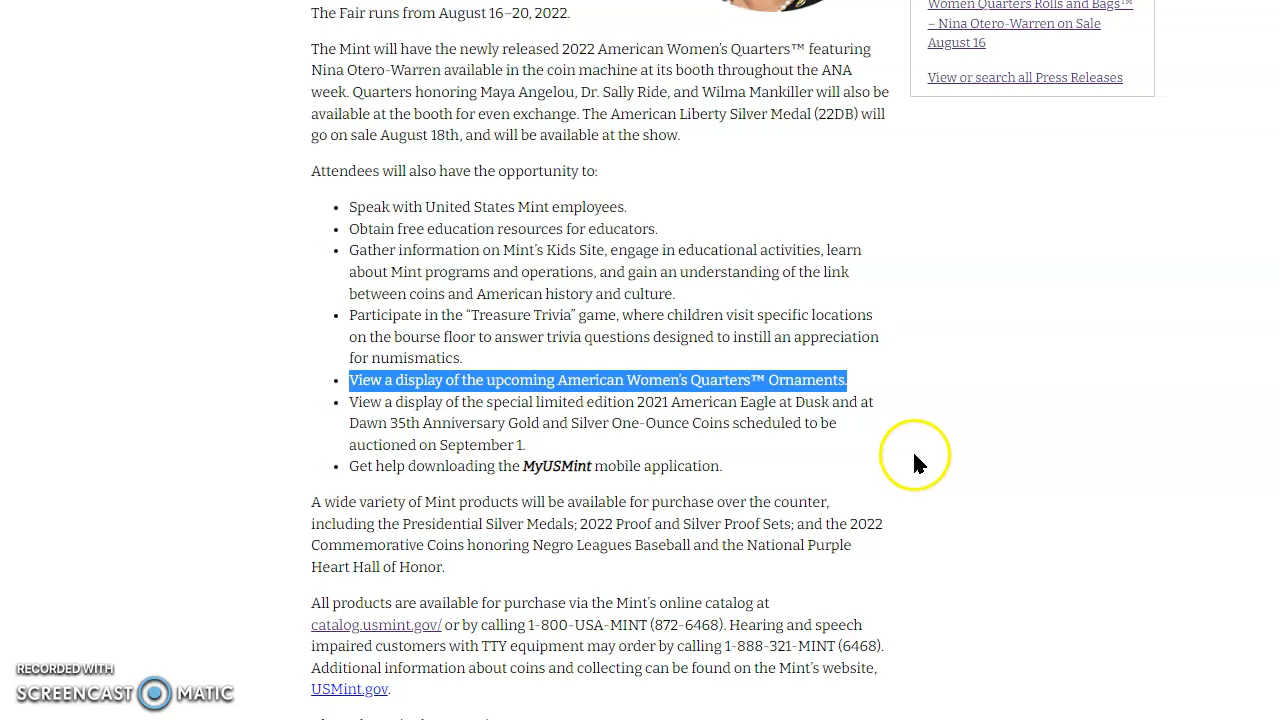 The Fair runs from August 16–20, 2022.
The Mint will have the newly released 2022 American Women's Quarters™ featuring
Nina Otero-Warren available in the coin machine at its booth throughout the ANA
week. Quarters honoring Maya Angelou, Dr. Sally Ride, and Wilma Mankiller will also be
available at the booth for even exchange. The American Liberty Silver Medal (22DB) will
go on sale August 18th, and will be available at the show.
Attendees will also have the opportunity to:
• Speak with United States Mint employees.
• Obtain free education resources for educators.
• Gather information on Mint's Kids Site, engage in educational activities, learn
about Mint programs and operations, and gain an understanding of the link
between coins and American history and culture.
• Participate in the “Treasure Trivia” game, where children visit specific locations
on the bourse floor to answer trivia questions designed to instill an appreciation
for numismatics.
• View a display of the upcoming American Women's Quarters™ Ornaments.
• View a display of the special limited edition 2021 American Eagle at Dusk and at
Dawn 35th Anniversary Gold and Silver One-Ounce Coins scheduled to be
auctioned on September 1.
• Get help downloading the MyUSMint mobile application.
A wide variety of Mint products will be available for purchase over the counter,
including the Presidential Silver Medals; 2022 Proof and Silver Proof Sets; and the 2022
Commemorative Coins honoring Negro Leagues Baseball and the National Purple
Heart Hall of Honor.
All products are available for purchase via the Mint's online catalog at
catalog.usmint.gov/ or by calling 1-800-USA-MINT (872-6468). Hearing and speech
impaired customers with TTY equipment may order by calling 1-888-321-MINT (6468).
Additional information about coins and collecting can be found on the Mint's website,
USMint.gov.
Women Quarters Rolls and Bags™
– Nina Otero-Warren on Sale
August 16
View or search all Press Releases
RECORDED WITH
SCREENCAST MATIC